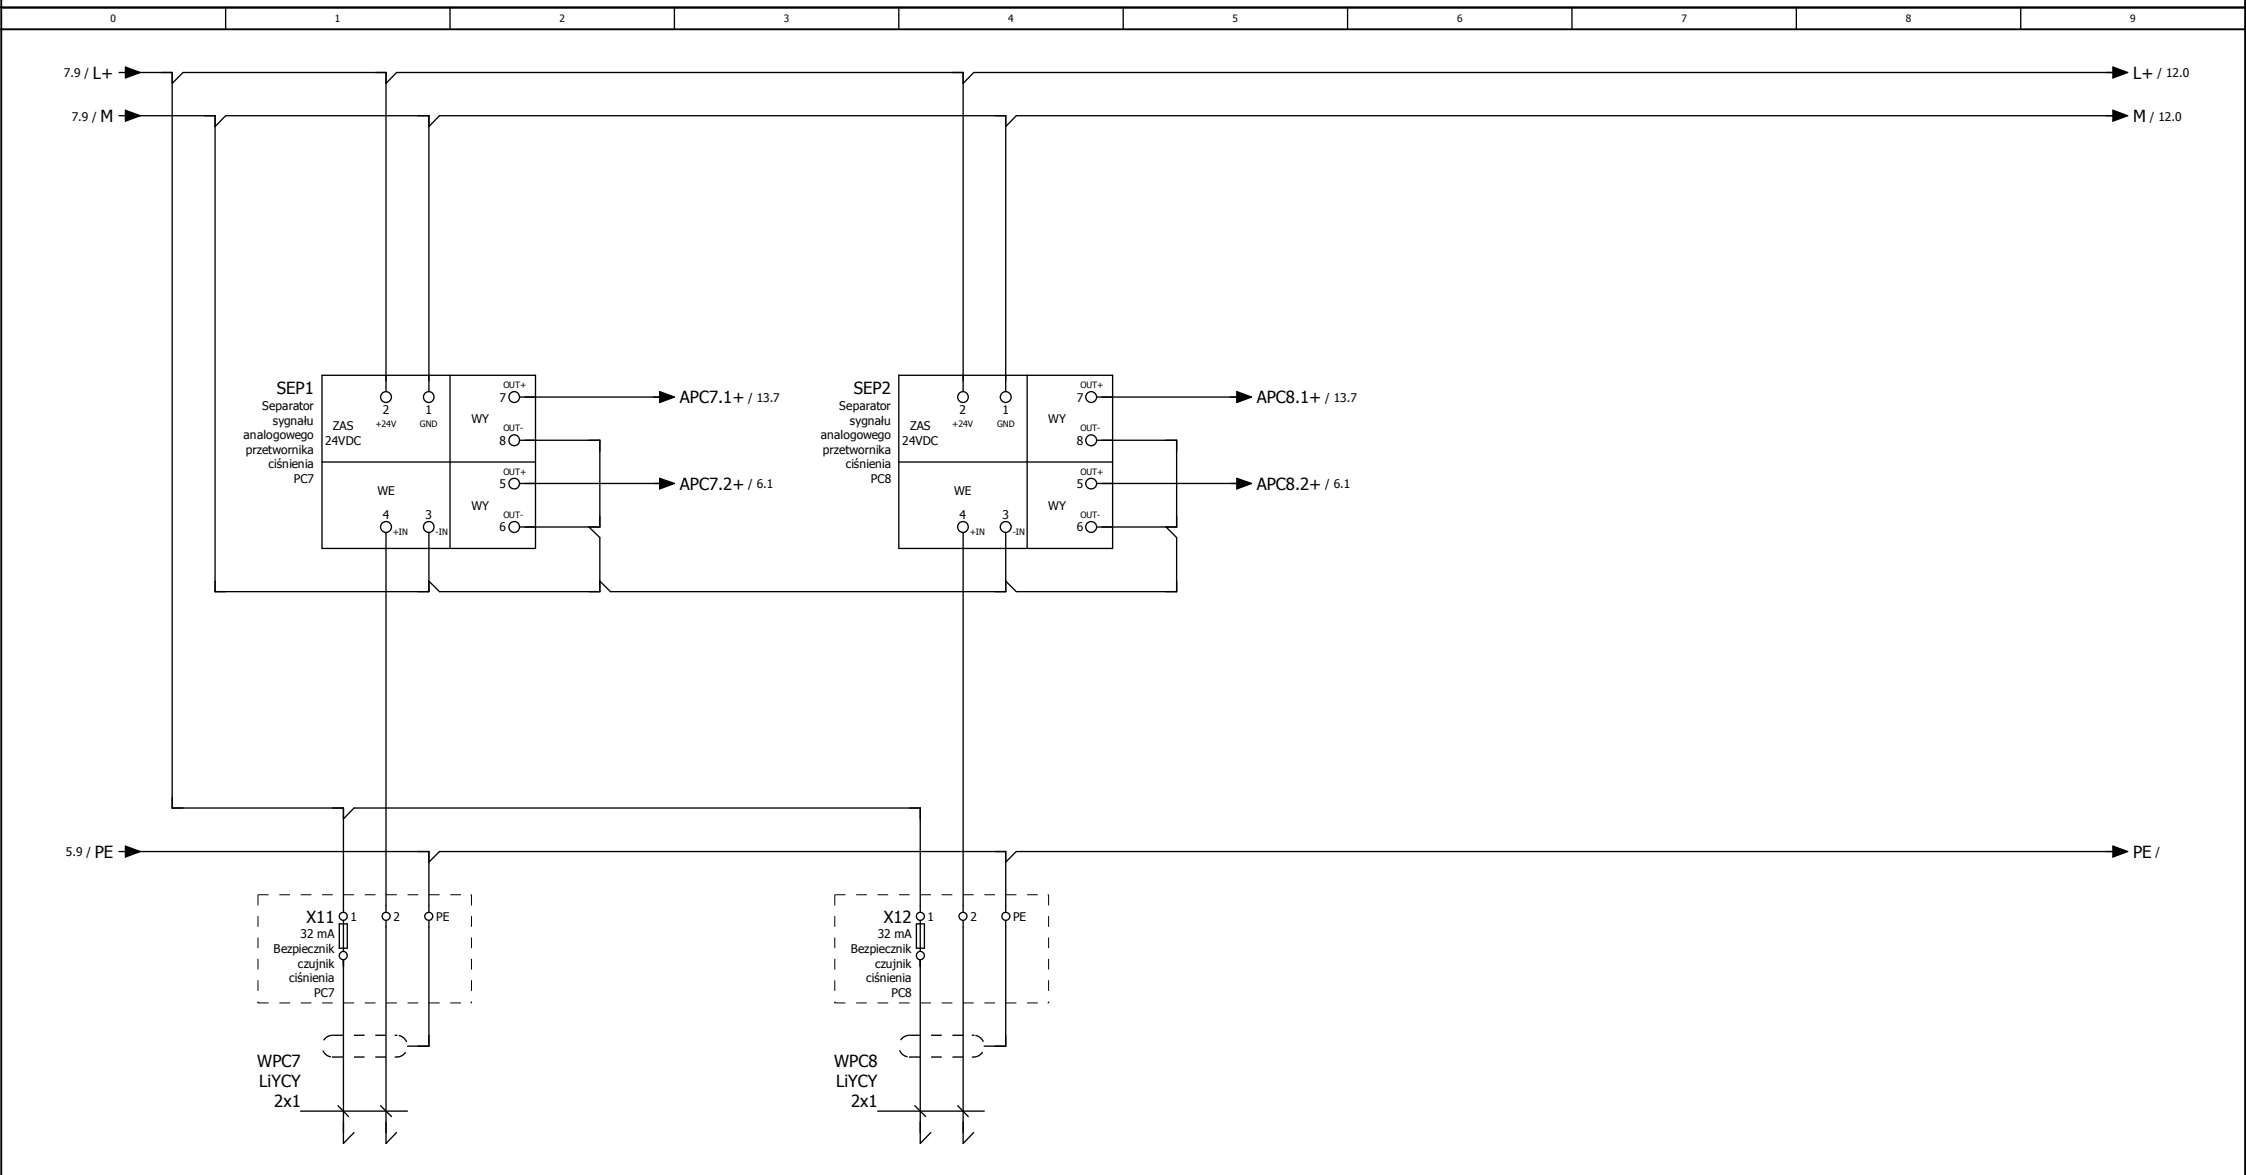 0 1 2 3 4 5 6 7 8 9
7.9 / L+
L+ / 12.0
7.9 / M
M / 12.0
SEP1
Separator
sygnału
analogowego
przetwornika
ciśnienia
PC7
ZAS
24VDC
2
+24V
1
GND
WY
OUT+
7
OUT-
8
WE
4
+IN
3
-IN
WY
OUT+
5
OUT-
6
APC7.1+ / 13.7
APC7.2+ / 6.1
SEP2
Separator
sygnału
analogowego
przetwornika
ciśnienia
PC8
ZAS
24VDC
2
+24V
1
GND
WY
OUT+
7
OUT-
8
WE
4
+IN
3
-IN
WY
OUT+
5
OUT-
6
APC8.1+ / 13.7
APC8.2+ / 6.1
5.9 / PE
PE /
X11 1 2 PE
32 mA
Bezpiecznik
czujnik
ciśnienia
PC7
WPC7
LiYCY
2x1
X12 1 2 PE
32 mA
Bezpiecznik
czujnik
ciśnienia
PC8
WPC8
LiYCY
2x1